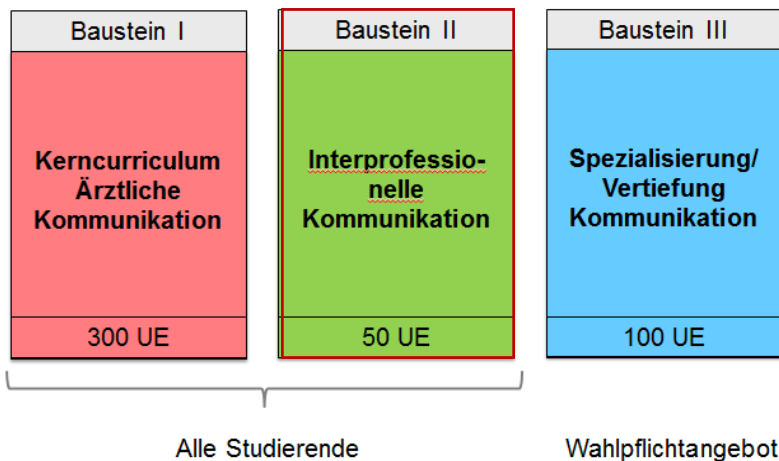 Baustein I
Kerncurriculum
Ärztliche
Kommunikation
300 UE
Baustein II
Interprofessio-
nelle
Kommunikation
50 UE
Baustein III
Spezialisierung/
Vertiefung
Kommunikation
100 UE
Alle Studierende
Wahlpflichtangebot